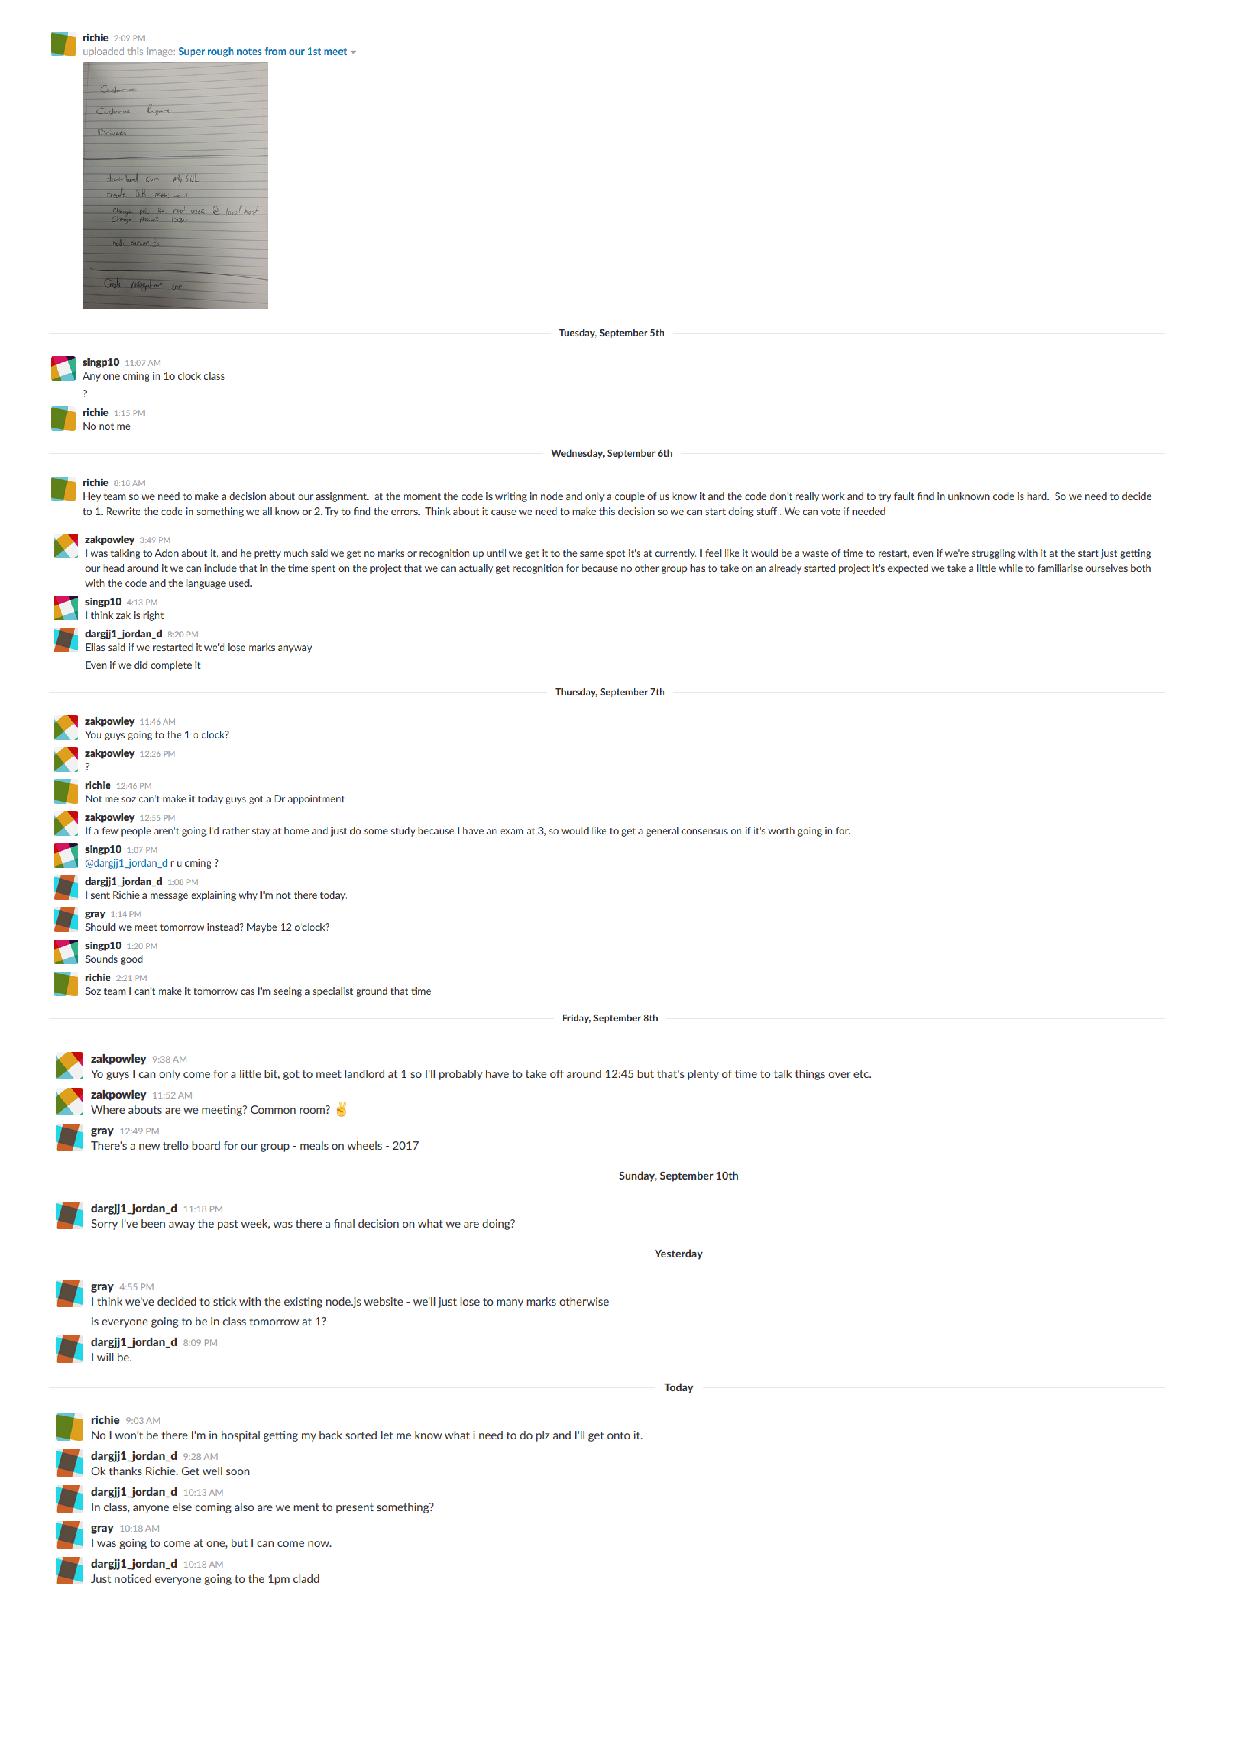 richie 2:09 PM
uploaded this image: Super rough notes from our 1st meet
download
MySQL
create DB
Change
for root user @ local host
Change
node server.js
Create
Tuesday, September 5th
singp10 11:07 AM
Any one cming in 1o clock class
?
richie 1:15 PM
No not me
Wednesday, September 6th
richie 8:16 AM
Hey team so we need to make a decision about our assignment. at the moment the code is writing in node and only a couple of us know it and the code don't really work and to try fault find in unknown code is hard. So we need to decide
to 1. Rewrite the code in something we all know or 2. Try to find the errors. Think about it cause we need to make this decision so we can start doing stuff . We can vote if needed
zakpowley 3:49 PM
I was talking to Adon about it, and he pretty much said we get no marks or recognition up until we get it to the same spot it's at currently. I feel like it would be a waste of time to restart, even if we're struggling with it at the start just getting
our head around it we can include that in the time spent on the project that we can actually get recognition for because no other group has to take on an already started project it's expected we take a little while to familiarise ourselves both
with the code and the language used.
singp10 4:13 PM
I think zak is right
dargjj1_jordan_d 8:20 PM
Elias said if we restarted it we'd lose marks anyway
Even if we did complete it
Thursday, September 7th
zakpowley 11:46 AM
You guys going to the 1 o clock?
zakpowley 12:26 PM
?
richie 12:46 PM
Not me soz can't make it today guys got a Dr appointment
zakpowley 12:55 PM
If a few people aren't going I'd rather stay at home and just do some study because I have an exam at 3, so would like to get a general consensus on if it's worth going in for.
singp10 1:07 PM
@dargjj1_jordan_d r u cming ?
dargjj1_jordan_d 1:08 PM
I sent Richie a message explaining why I'm not there today.
gray 1:14 PM
Should we meet tomorrow instead? Maybe 12 o'clock?
singp10 1:20 PM
Sounds good
richie 2:21 PM
Soz team I can't make it tomorrow cas I'm seeing a specialist ground that time
Friday, September 8th
zakpowley 9:38 AM
Yo guys I can only come for a little bit, got to meet landlord at 1 so I'll probably have to take off around 12:45 but that's plenty of time to talk things over etc.
zakpowley 11:52 AM
Where abouts are we meeting? Common room? ✌
gray 12:49 PM
There's a new trello board for our group - meals on wheels - 2017
Sunday, September 10th
dargjj1_jordan_d 11:18 PM
Sorry I've been away the past week, was there a final decision on what we are doing?
Yesterday
gray 4:55 PM
I think we've decided to stick with the existing node.js website - we'll just lose to many marks otherwise
is everyone going to be in class tomorrow at 1?
dargjj1_jordan_d 8:09 PM
I will be.
Today
richie 9:03 AM
No I won't be there I'm in hospital getting my back sorted let me know what i need to do plz and I'll get onto it.
dargjj1_jordan_d 9:28 AM
Ok thanks Richie. Get well soon
dargjj1_jordan_d 10:13 AM
In class, anyone else coming also are we ment to present something?
gray 10:18 AM
I was going to come at one, but I can come now.
dargjj1_jordan_d 10:18 AM
Just noticed everyone going to the 1pm cladd